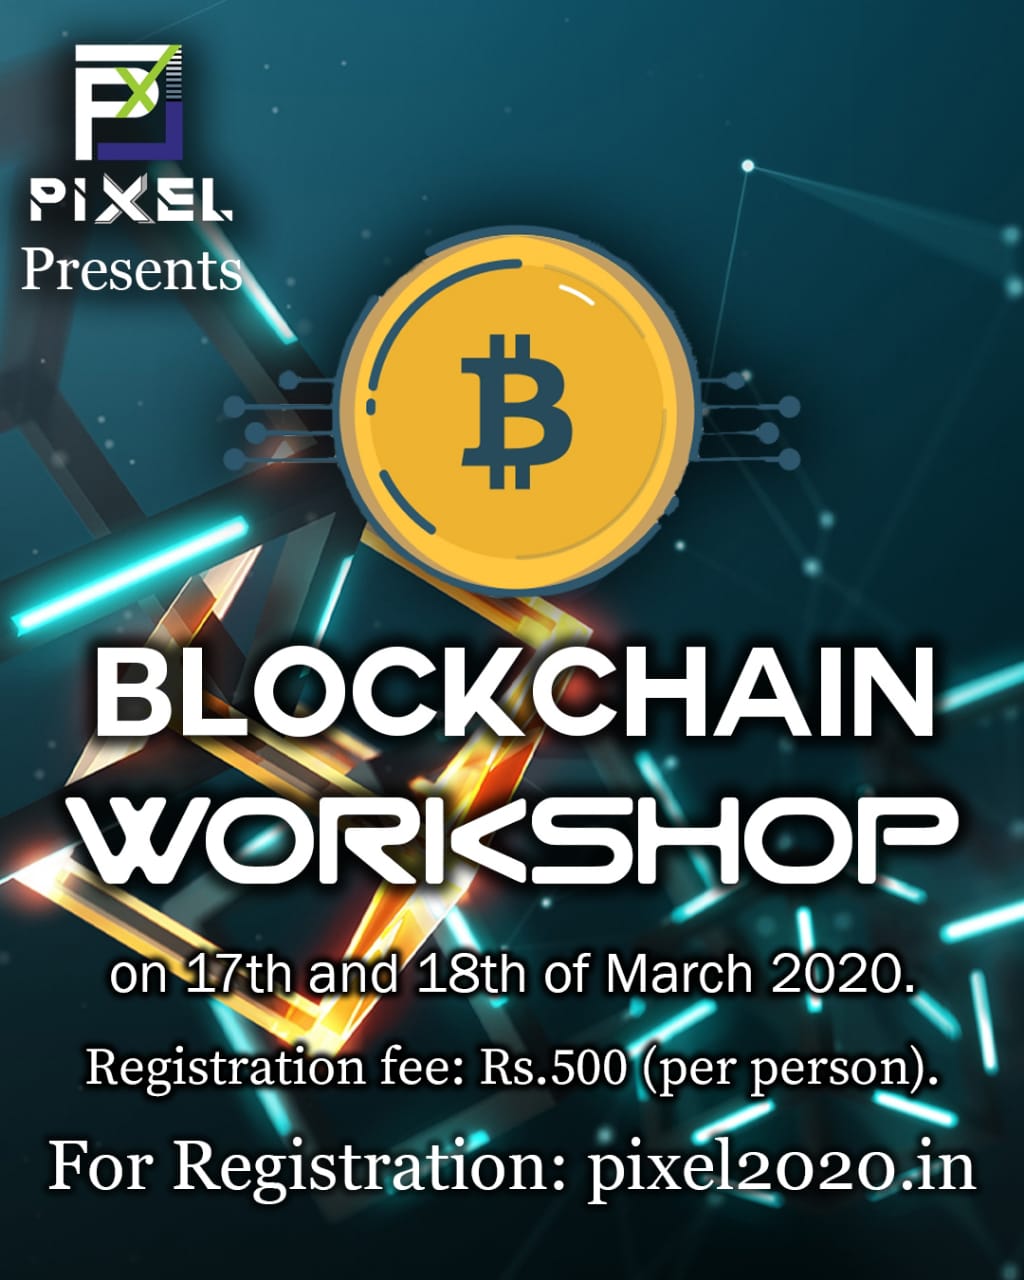 PIXEL
Presents
BLOCKCHAIN
WORKSHOP
on 17th and 18th of March 2020.
Registration fee: Rs.500 (per person).
For Registration: pixel2020.in